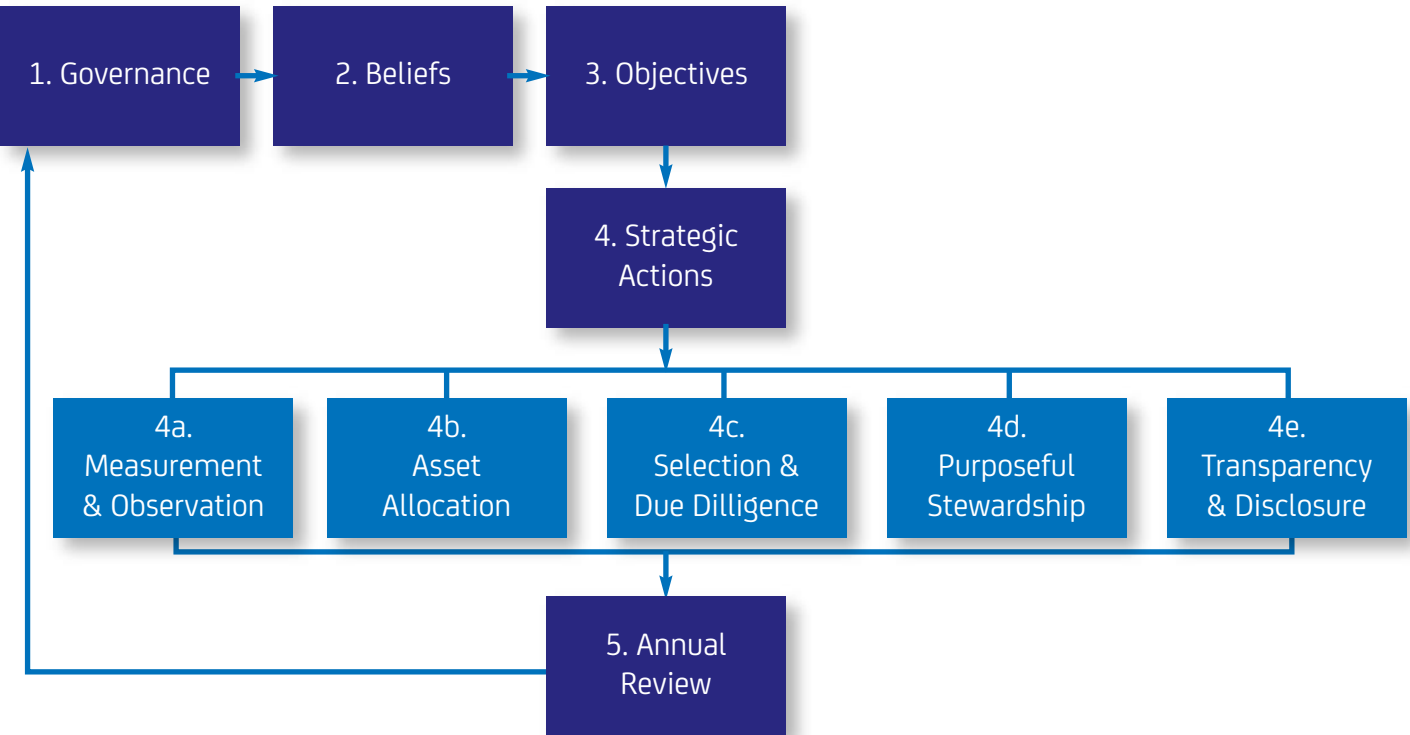 1. Governance
2. Beliefs
3. Objectives
4. Strategic
Actions
4a.
Measurement
& Observation
4b.
Asset
Allocation
4c.
Selection &
Due Dilligence
4d.
Purposeful
Stewardship
4e.
Transparency
& Disclosure
5. Annual
Review